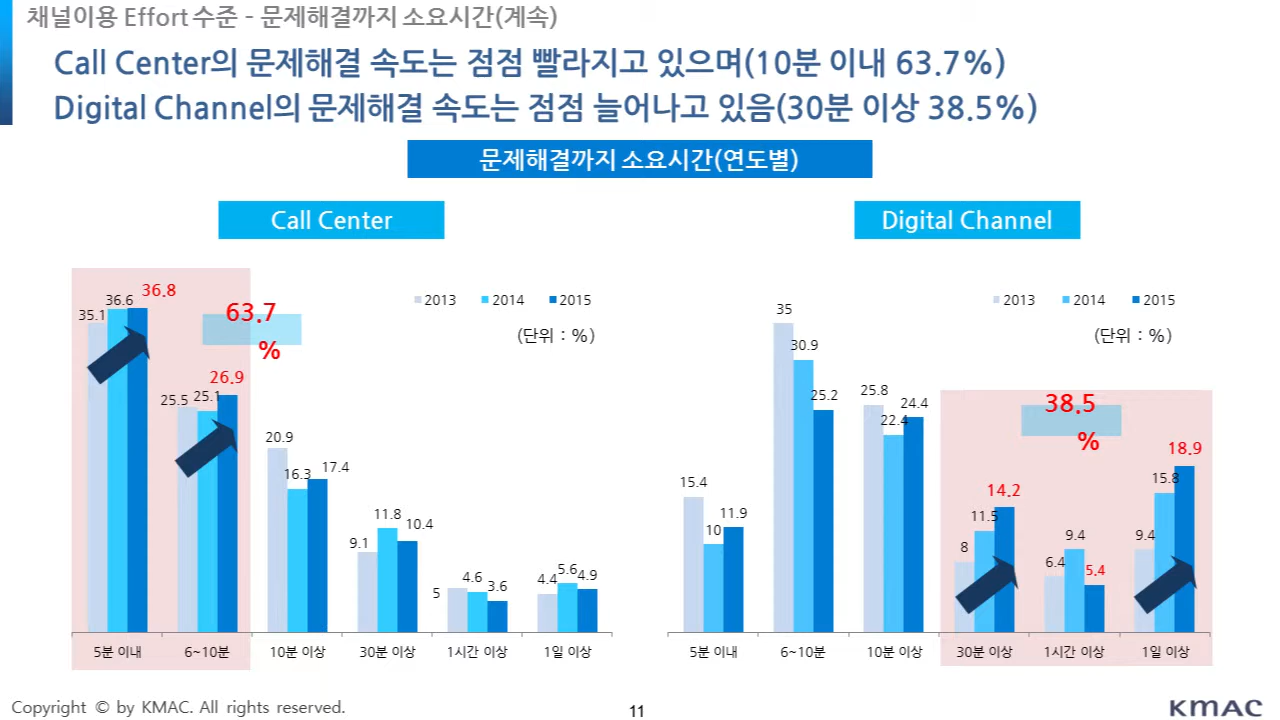 채널이용 Effort 수준 - 문제해결까지 소요시간(계속)
Call Center의 문제해결 속도는 점점 빨라지고 있으며(10분 이내 63.7%)
Digital Channel의 문제해결 속도는 점점 늘어나고 있음(30분 이상 38.5%)
문제해결까지 소요시간(연도별)
Call Center
2013 2014 2015
(단위 : %)
63.7
%
35.1 36.6 36.8
25.5 25.1 26.9
20.9 16.3 17.4
9.1 11.8 10.4
5 4.6 3.6
4.4 5.6 4.9
5분 이내 6~10분 10분 이상 30분 이상 1시간 이상 1일 이상
Digital Channel
2013 2014 2015
(단위 : %)
38.5
%
15.4 10 11.9
35 30.9 25.2
25.8 22.4 24.4
8 11.5 14.2
6.4 9.4 5.4
9.4 15.8 18.9
5분 이내 6~10분 10분 이상 30분 이상 1시간 이상 1일 이상
Copyright © by KMAC. All rights reserved.
11
KMAC